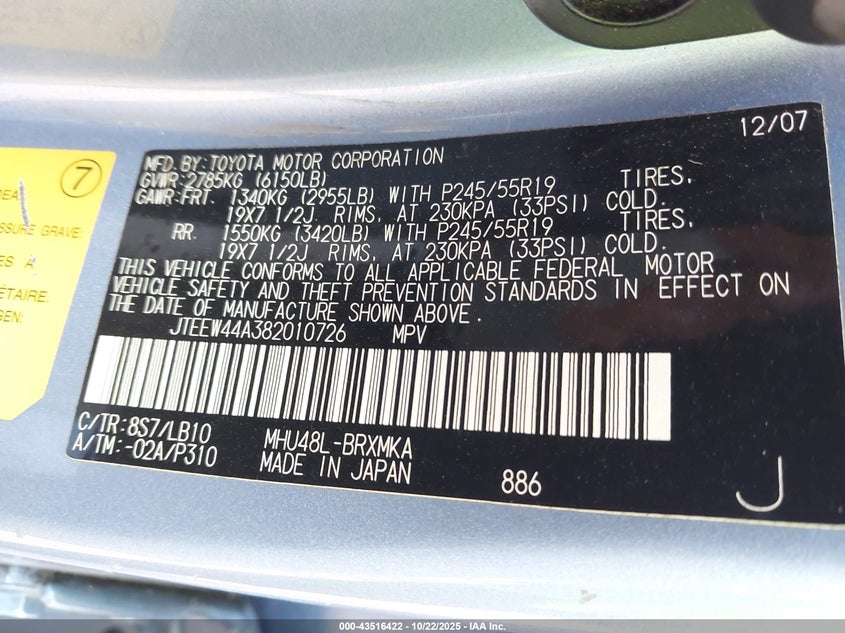 12/07
MFD.BY:TOYOTA MOTOR CORPORATION
GVWR:2785KG (6150LB)
GAWR:FRT. 1340KG (2955LB) WITH P245/55R19 TIRES,
19X7 1/2J RIMS, AT 230KPA (33PSI) COLD.
RR. 1550KG (3420LB) WITH P245/55R19 TIRES,
19X7 1/2J RIMS, AT 230KPA (33PSI) COLD.
THIS VEHICLE CONFORMS TO ALL APPLICABLE FEDERAL MOTOR
VEHICLE SAFETY AND THEFT PREVENTION STANDARDS IN EFFECT ON
THE DATE OF MANUFACTURE SHOWN ABOVE.
JTEEW44A382010726 MPV
C/TR:8S7/LB10 MHU48L-BRXMKA
A/TM:-02A/P310 MADE IN JAPAN
886
J
7
GRAVE
ÉTAIRE.
000-43516422 - 10/22/2025 - IAA Inc.